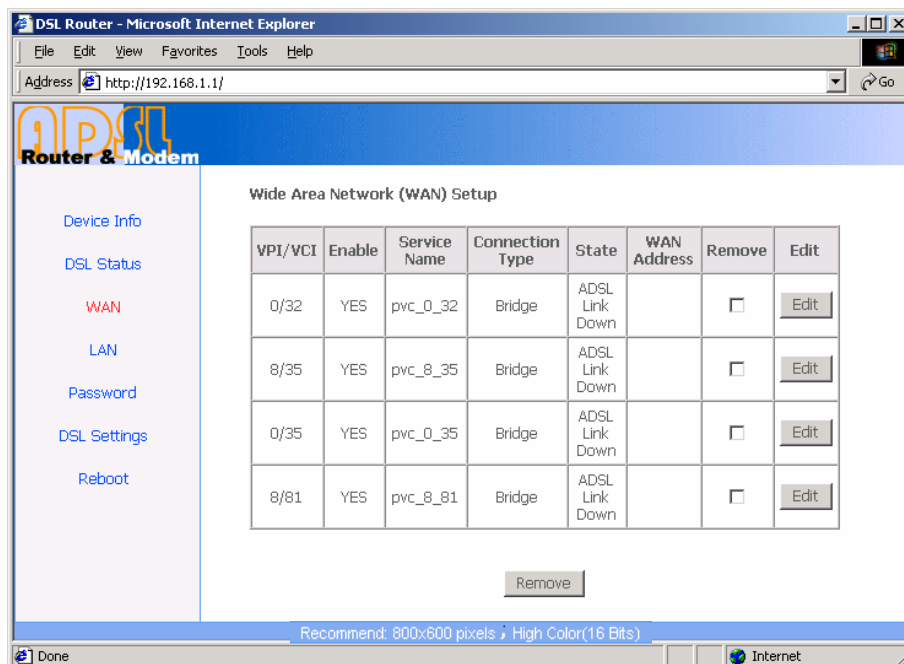 DSL Router - Microsoft Internet Explorer
File Edit View Favorites Tools Help
Address http://192.168.1.1/ Go
ADSL
Router & Modem
Device Info
DSL Status
WAN
LAN
Password
DSL Settings
Reboot
Wide Area Network (WAN) Setup
VPI/VCI Enable Service Name Connection Type State WAN Address Remove Edit
0/32 YES pvc_0_32 Bridge ADSL Link Down Edit
8/35 YES pvc_8_35 Bridge ADSL Link Down Edit
0/35 YES pvc_0_35 Bridge ADSL Link Down Edit
8/81 YES pvc_8_81 Bridge ADSL Link Down Edit
Remove
Recommend: 800x600 pixels ; High Color(16 Bits)
Done Internet